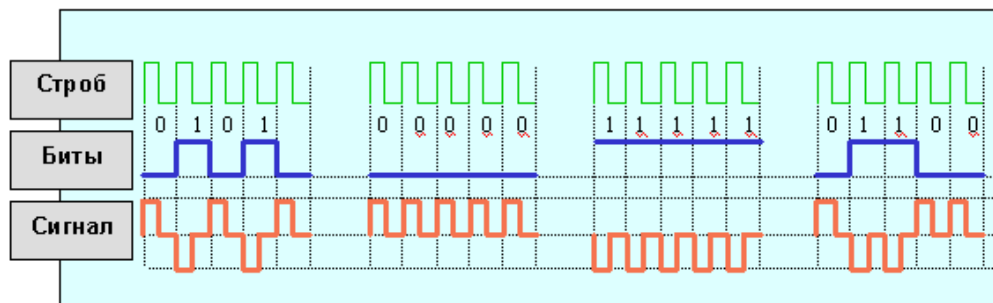 Строб
0 1 0 1
0 0 0 0 0
1 1 1 1 1
0 1 1 0 0
Биты
Сигнал